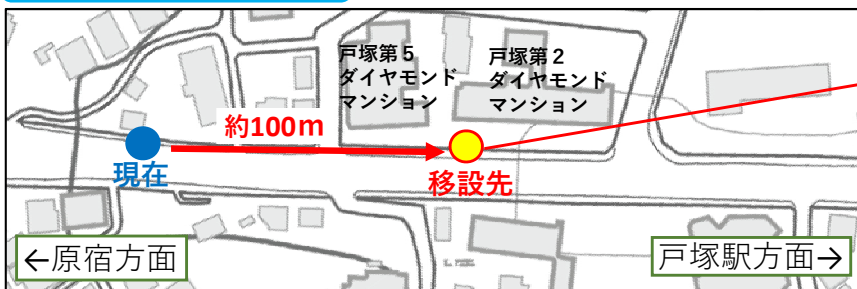 戸塚第５
ダイヤモンド
マンション
戸塚第２
ダイヤモンド
マンション
約100m
現在
移設先
←原宿方面
戸塚駅方面→